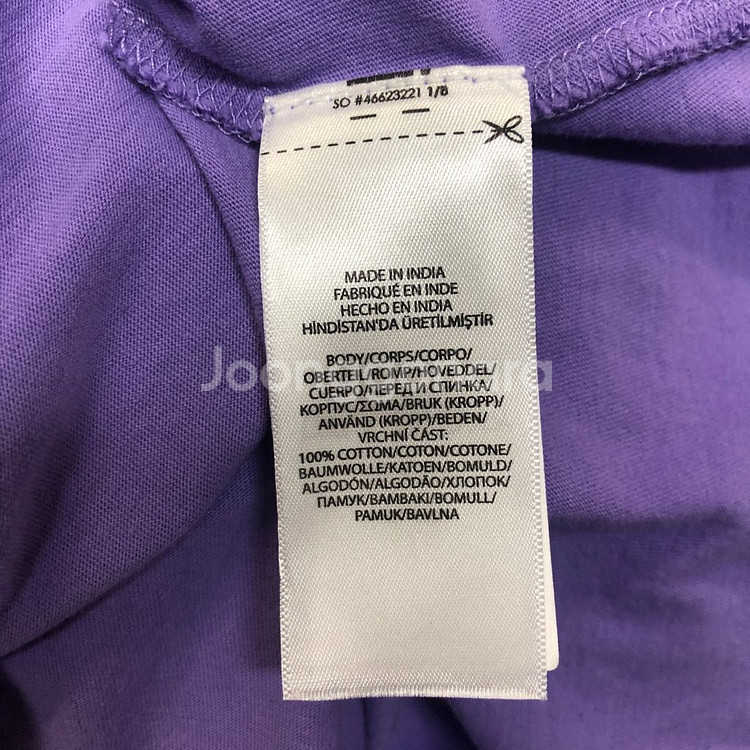 SO #46623221 1/8
MADE IN INDIA
FABRIQUÉ EN INDE
HECHO EN INDIA
HİNDİSTAN'DA ÜRETİLMİŞTİR
BODY/CORPS/CORPO/
OBERTEIL/ROMP/HOVEDDEL/
CUERPO/ПЕРЕД И СПИНКА/
КОРПУС/ΣΩΜΑ/BRUK (KROPP)/
ANVÄND (KROPP)/BEDEN/
VRCHNÍ ČÁST:
100% COTTON/COTON/COTONE/
BAUMWOLLE/KATOEN/BOMULD/
ALGODÓN/ALGODÃO/ХЛОПОК/
ПАМУК/BAMBAKI/BOMULL/
PAMUK/BAVLNA